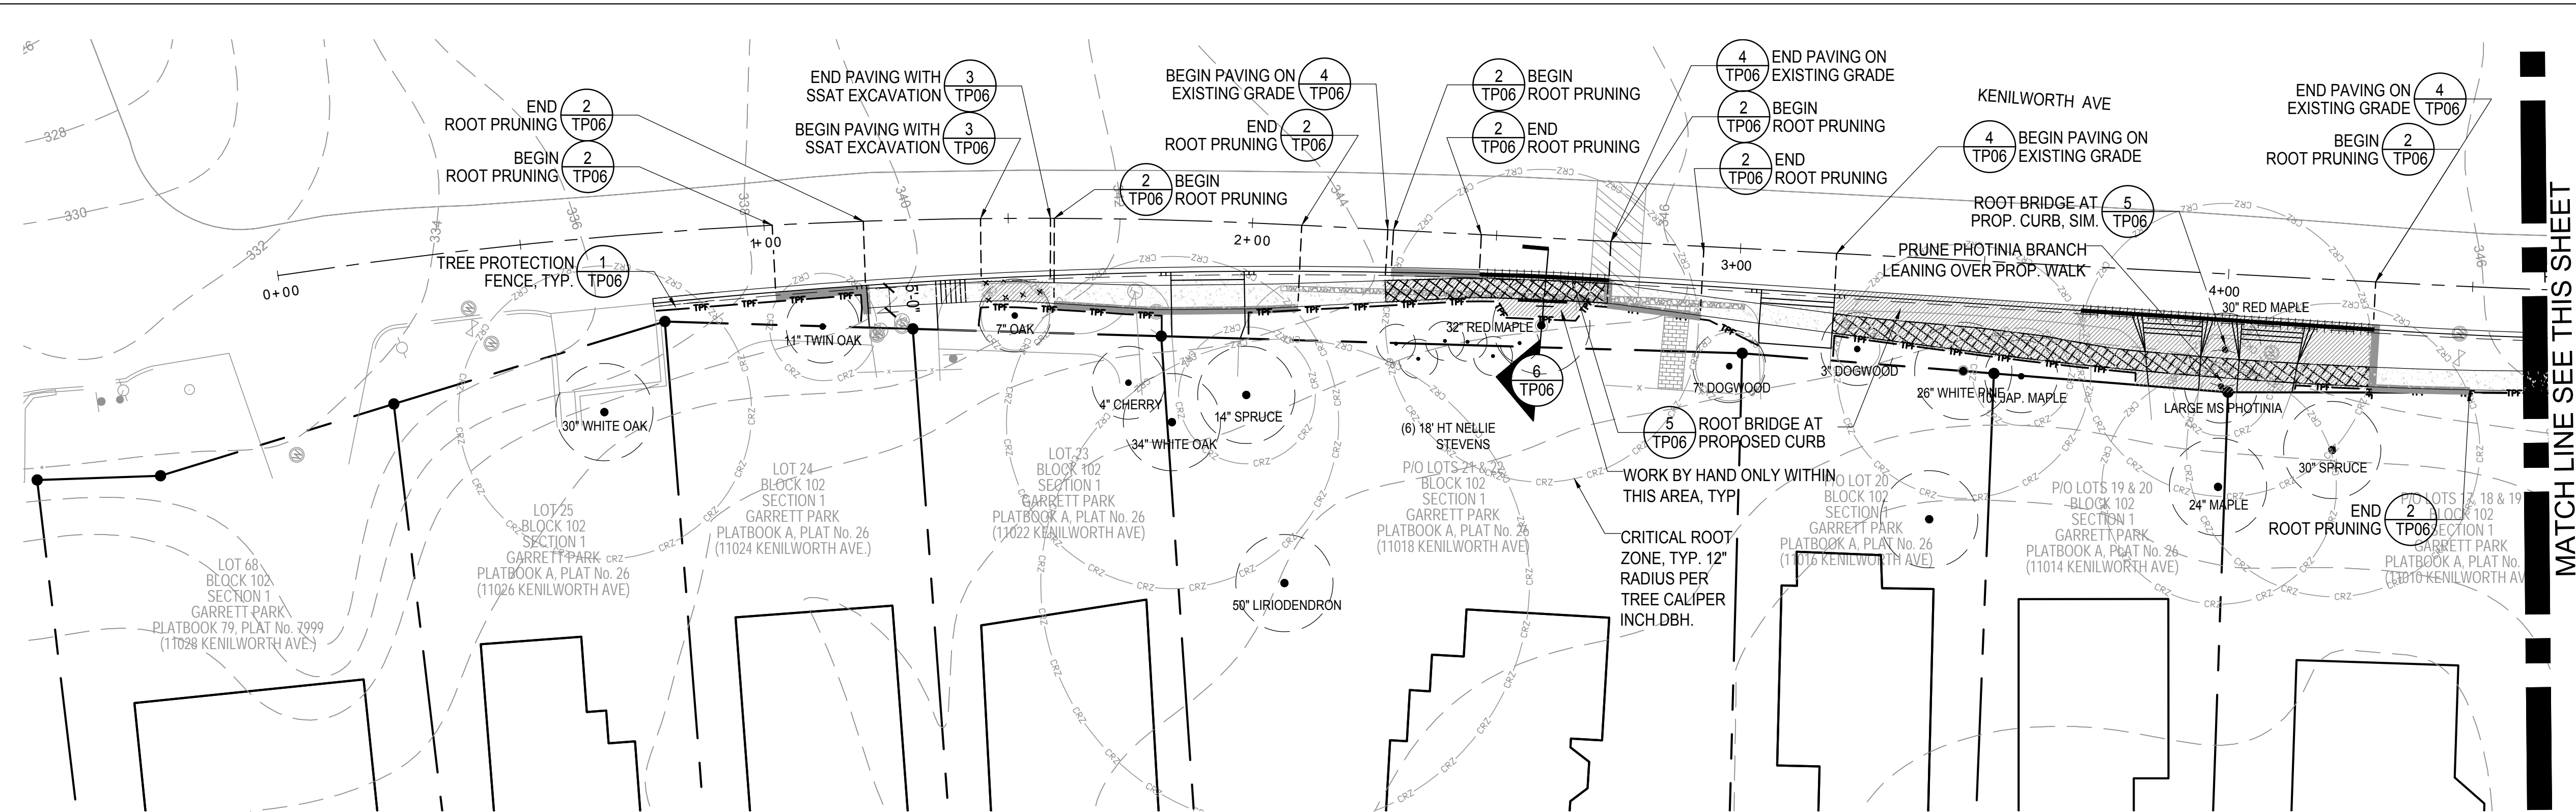 END
ROOT PRUNING
2
TP06
BEGIN
ROOT PRUNING
2
TP06
END PAVING WITH
SSAT EXCAVATION
3
TP06
BEGIN PAVING WITH
SSAT EXCAVATION
3
TP06
2
TP06
BEGIN
ROOT PRUNING
BEGIN PAVING ON
EXISTING GRADE
4
TP06
END
ROOT PRUNING
2
TP06
2
TP06
BEGIN
ROOT PRUNING
2
TP06
END
ROOT PRUNING
4
TP06
END PAVING ON
EXISTING GRADE
2
TP06
BEGIN
ROOT PRUNING
2
TP06
END
ROOT PRUNING
KENILWORTH AVE
4
TP06
BEGIN PAVING ON
EXISTING GRADE
ROOT BRIDGE AT
PROP. CURB, SIM.
5
TP06
PRUNE PHOTINIA BRANCH
LEANING OVER PROP. WALK
END PAVING ON
EXISTING GRADE
4
TP06
BEGIN
ROOT PRUNING
2
TP06
MATCH LINE SEE THIS SHEET
TREE PROTECTION
FENCE, TYP.
1
TP06
328
330
332
334
336
338
340
344
346
346
0+00
1+00
2+00
3+00
4+00
5'-0"
11" TWIN OAK
7" OAK
30" WHITE OAK
4" CHERRY
34" WHITE OAK
14" SPRUCE
32" RED MAPLE
(6) 18' HT NELLIE
STEVENS
6
TP06
7" DOGWOOD
3" DOGWOOD
26" WHITE PINE
JAP. MAPLE
30" RED MAPLE
LARGE MS PHOTINIA
30" SPRUCE
24" MAPLE
50" LIRIODENDRON
5
TP06
ROOT BRIDGE AT
PROPOSED CURB
WORK BY HAND ONLY WITHIN
THIS AREA, TYP
CRITICAL ROOT
ZONE, TYP. 12"
RADIUS PER
TREE CALIPER
INCH DBH.
END
ROOT PRUNING
2
TP06
LOT 68
BLOCK 102
SECTION 1
GARRETT PARK
PLATBOOK 79, PLAT No. 7999
(11028 KENILWORTH AVE.)
LOT 25
BLOCK 102
SECTION 1
GARRETT PARK
PLATBOOK A, PLAT No. 26
(11026 KENILWORTH AVE)
LOT 24
BLOCK 102
SECTION 1
GARRETT PARK
PLATBOOK A, PLAT No. 26
(11024 KENILWORTH AVE.)
LOT 23
BLOCK 102
SECTION 1
GARRETT PARK
PLATBOOK A, PLAT No. 26
(11022 KENILWORTH AVE)
P/O LOTS 21 & 22
BLOCK 102
SECTION 1
GARRETT PARK
PLATBOOK A, PLAT No. 26
(11018 KENILWORTH AVE)
P/O LOT 20
BLOCK 102
SECTION 1
GARRETT PARK
PLATBOOK A, PLAT No. 26
(11016 KENILWORTH AVE)
P/O LOTS 19 & 20
BLOCK 102
SECTION 1
GARRETT PARK
PLATBOOK A, PLAT No. 26
(11014 KENILWORTH AVE)
P/O LOTS 17, 18 & 19
BLOCK 102
SECTION 1
GARRETT PARK
PLATBOOK A, PLAT No.
(11010 KENILWORTH AV
TPF
CRZ